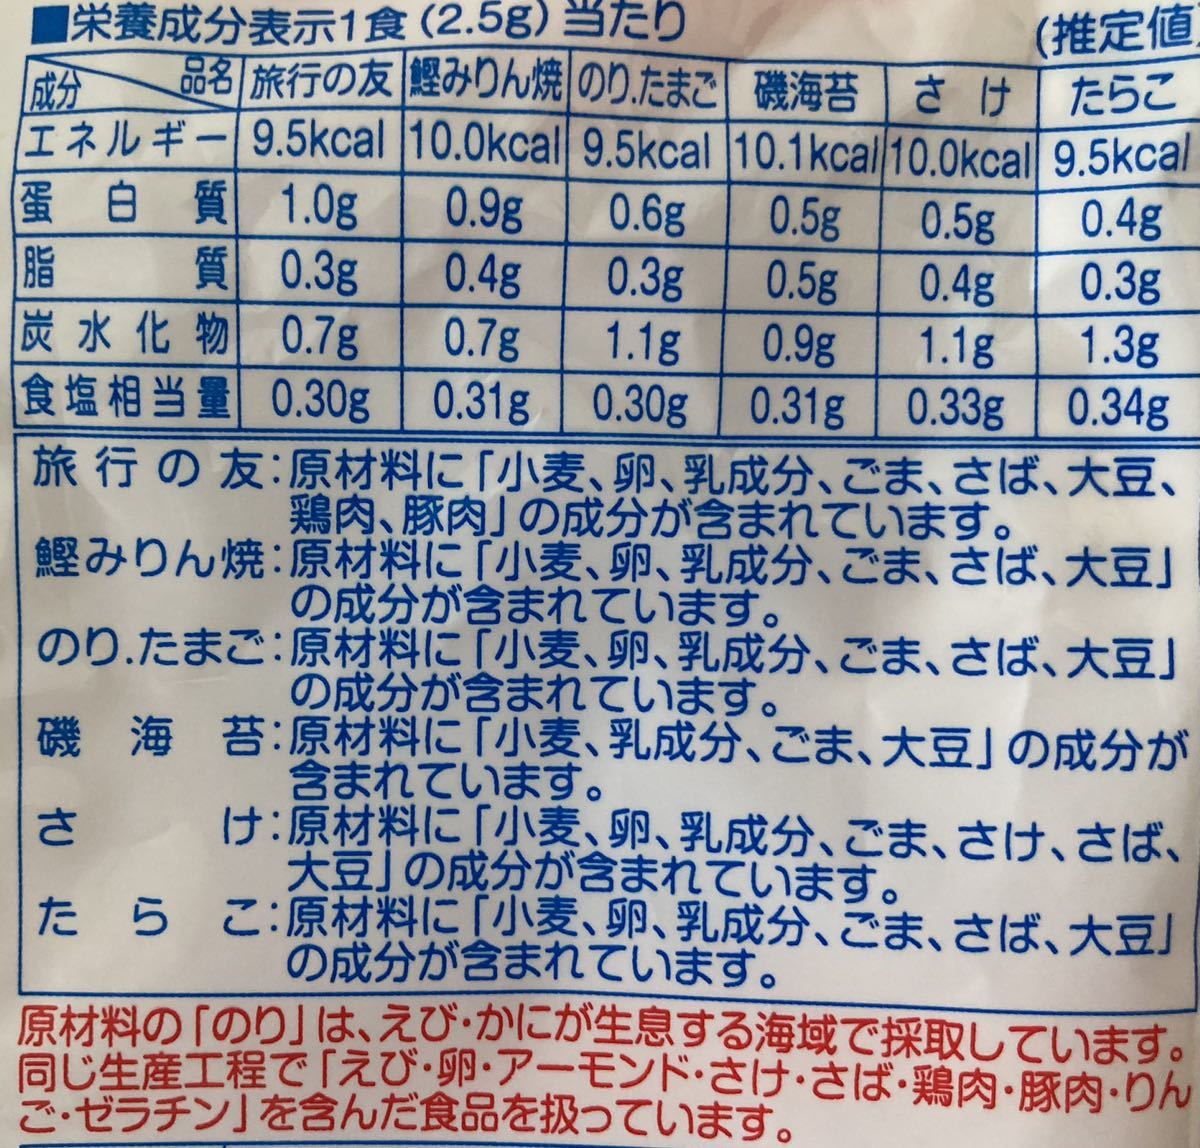 ■栄養成分表示1食(2.5g)当たり (推定値)
成分 品名 旅行の友 鰹みりん焼 のり.たまご 磯海苔 さけ たらこ
エネルギー 9.5kcal 10.0kcal 9.5kcal 10.1kcal 10.0kcal 9.5kcal
蛋白質 1.0g 0.9g 0.6g 0.5g 0.5g 0.4g
脂質 0.3g 0.4g 0.3g 0.5g 0.4g 0.3g
炭水化物 0.7g 0.7g 1.1g 0.9g 1.1g 1.3g
食塩相当量 0.30g 0.31g 0.30g 0.31g 0.33g 0.34g
旅行の友:原材料に「小麦、卵、乳成分、ごま、さば、大豆、
鶏肉、豚肉」の成分が含まれています。
鰹みりん焼:原材料に「小麦、卵、乳成分、ごま、さば、大豆」
の成分が含まれています。
のり.たまご:原材料に「小麦、卵、乳成分、ごま、さば、大豆」
の成分が含まれています。
磯海苔:原材料に「小麦、乳成分、ごま、大豆」の成分が
含まれています。
さけ:原材料に「小麦、卵、乳成分、ごま、さけ、さば、
大豆」の成分が含まれています。
たらこ:原材料に「小麦、卵、乳成分、ごま、さば、大豆」
の成分が含まれています。
原材料の「のり」は、えび・かにが生息する海域で採取しています。
同じ生産工程で「えび・卵・アーモンド・さけ・さば・鶏肉・豚肉・りん
ご・ゼラチン」を含んだ食品を扱っています。